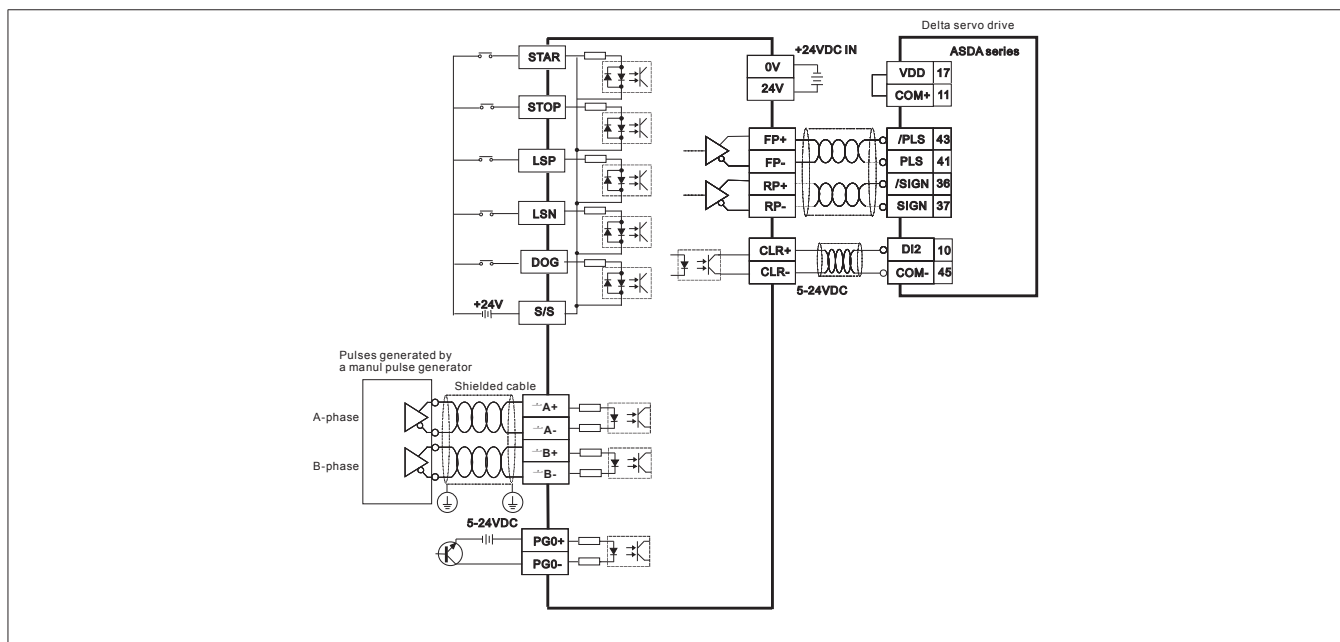 Delta servo drive
ASDA series
+24VDC IN
STAR
STOP
LSP
LSN
DOG
+24V
S/S
0V
24V
VDD 17
COM+ 11
FP+
FP-
RP+
RP-
/PLS 43
PLS 41
/SIGN 36
SIGN 37
CLR+
CLR-
5-24VDC
DI2 10
COM- 45
Pulses generated by
a manul pulse generator
Shielded cable
A-phase
B-phase
A+
A-
B+
B-
5-24VDC
PG0+
PG0-